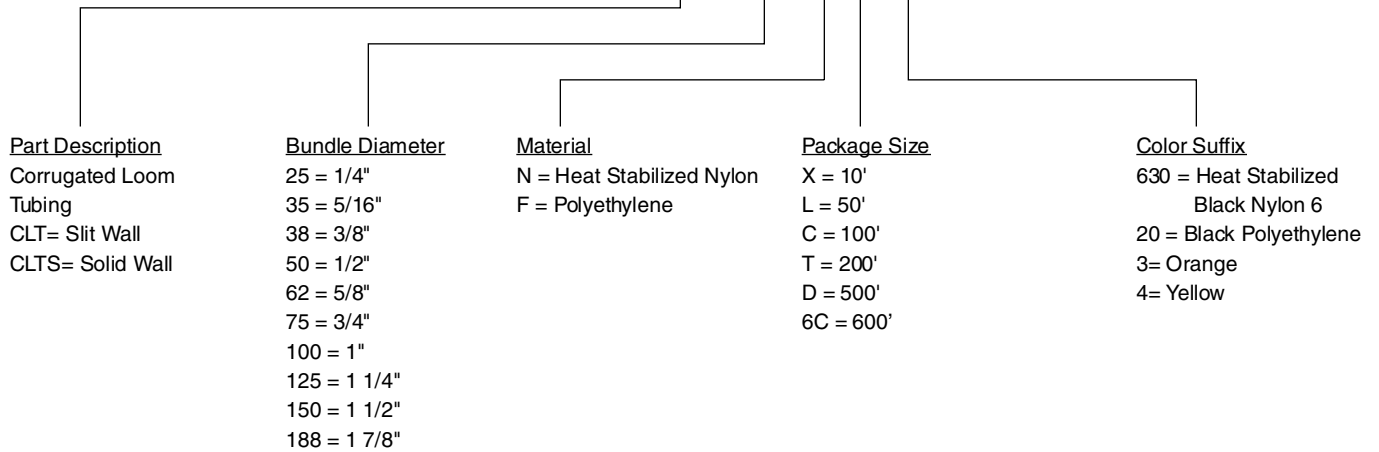 Part Description
Corrugated Loom
Tubing
CLT= Slit Wall
CLTS= Solid Wall
Bundle Diameter
25 = 1/4"
35 = 5/16"
38 = 3/8"
50 = 1/2"
62 = 5/8"
75 = 3/4"
100 = 1"
125 = 1 1/4"
150 = 1 1/2"
188 = 1 7/8"
Material
N = Heat Stabilized Nylon
F = Polyethylene
Package Size
X = 10'
L = 50'
C = 100'
T = 200'
D = 500'
6C = 600’
Color Suffix
630 = Heat Stabilized
Black Nylon 6
20 = Black Polyethylene
3= Orange
4= Yellow